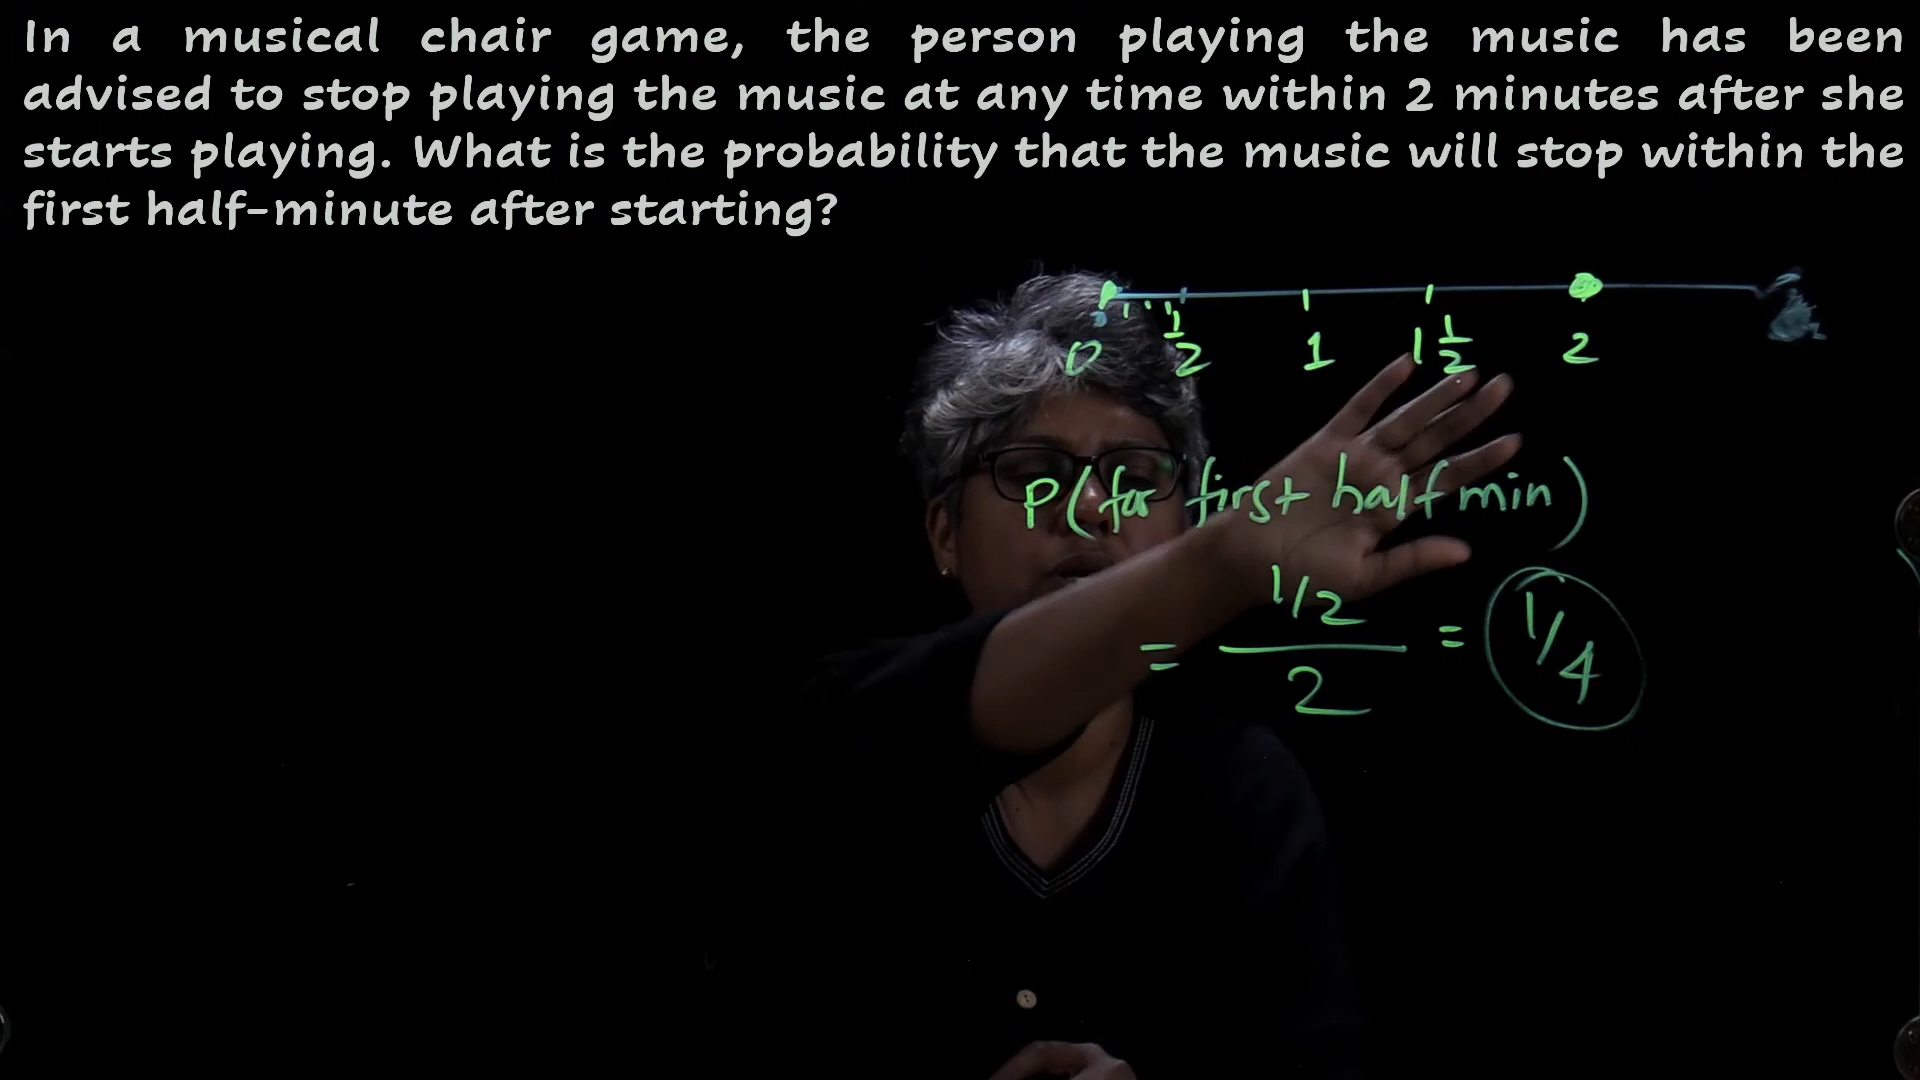 In a musical chair game, the person playing the music has been
advised to stop playing the music at any time within 2 minutes after she
starts playing. What is the probability that the music will stop within the
first half-minute after starting?
0 1/2 1 1 1/2 2
P(for first half min)
= 1/2 / 2 = 1/4